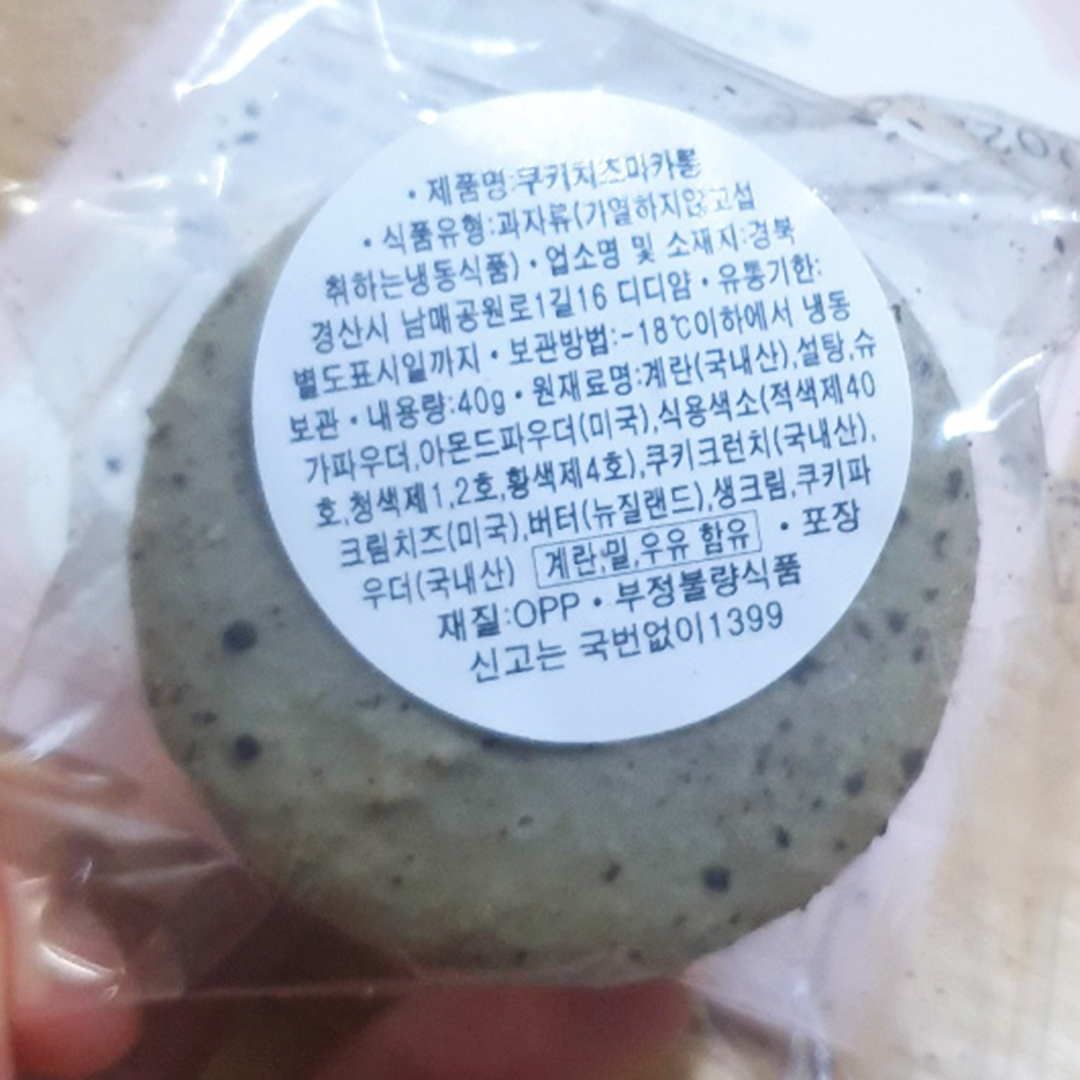 • 제품명:쿠키치즈마카롱
• 식품유형:과자류(가열하지않고섭
취하는냉동식품) • 업소명 및 소재지:경북
경산시 남매공원로1길16 디디얌 • 유통기한:
별도표시일까지 • 보관방법:-18℃이하에서 냉동
보관 • 내용량:40g • 원재료명:계란(국내산),설탕,슈
가파우더,아몬드파우더(미국),식용색소(적색제40
호,청색제1,2호,황색제4호),쿠키크런치(국내산),
크림치즈(미국),버터(뉴질랜드),생크림,쿠키파
우더(국내산) 계란,밀,우유 함유 • 포장
재질:OPP • 부정불량식품
신고는 국번없이1399